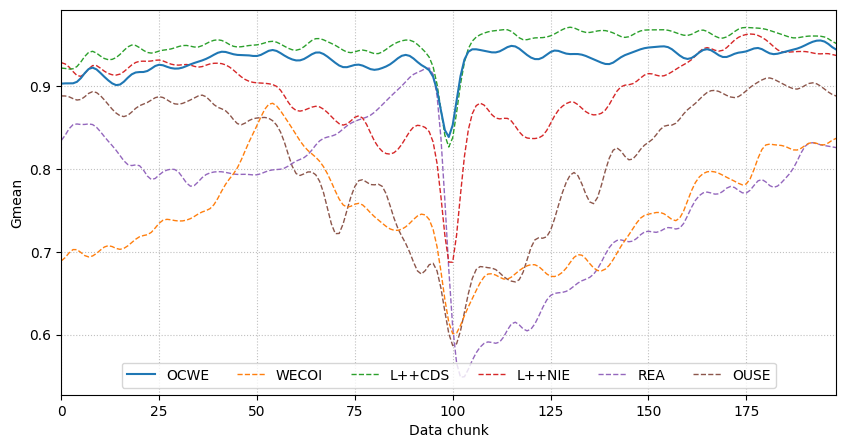 Gmean
0.9
0.8
0.7
0.6
OCWE WECOI L++CDS L++NIE REA OUSE
0 25 50 75 100 125 150 175
Data chunk